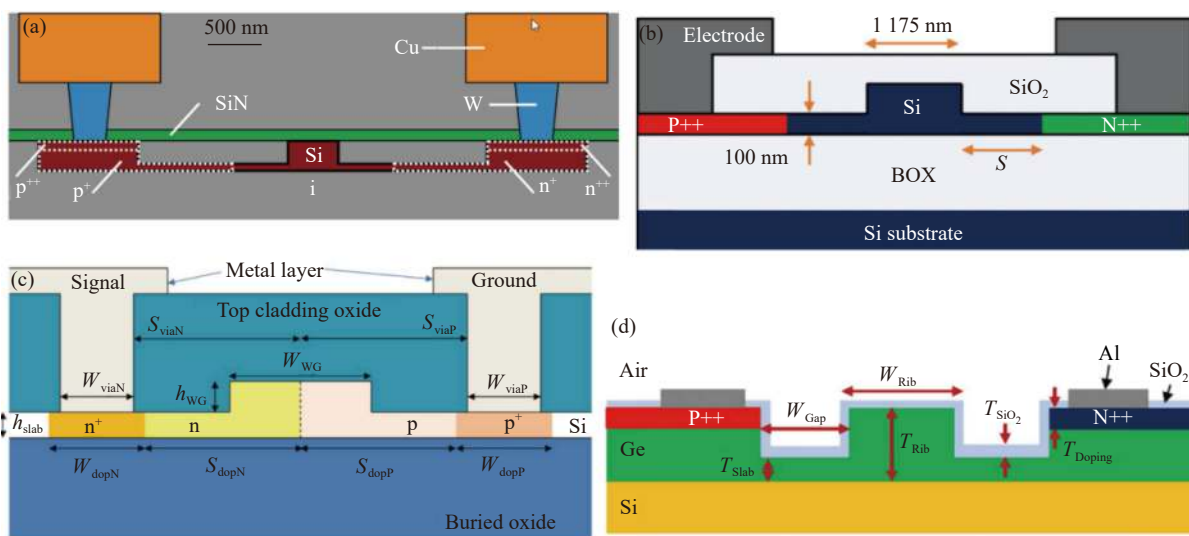 (a)
500 nm
Cu
SiN
W
Si
p++
p+
i
n+
n++
(b)
Electrode
1 175 nm
Si
SiO2
P++
N++
100 nm
S
BOX
Si substrate
(c)
Signal
Metal layer
Ground
Top cladding oxide
SviaN
SviaP
WWG
WviaN
hWG
WviaP
hslab
n+
n
p
p+
Si
WdopN
SdopN
SdopP
WdopP
Buried oxide
(d)
Air
Al
SiO2
WRib
P++
WGap
TSiO2
N++
Ge
TSlab
TRib
TDoping
Si